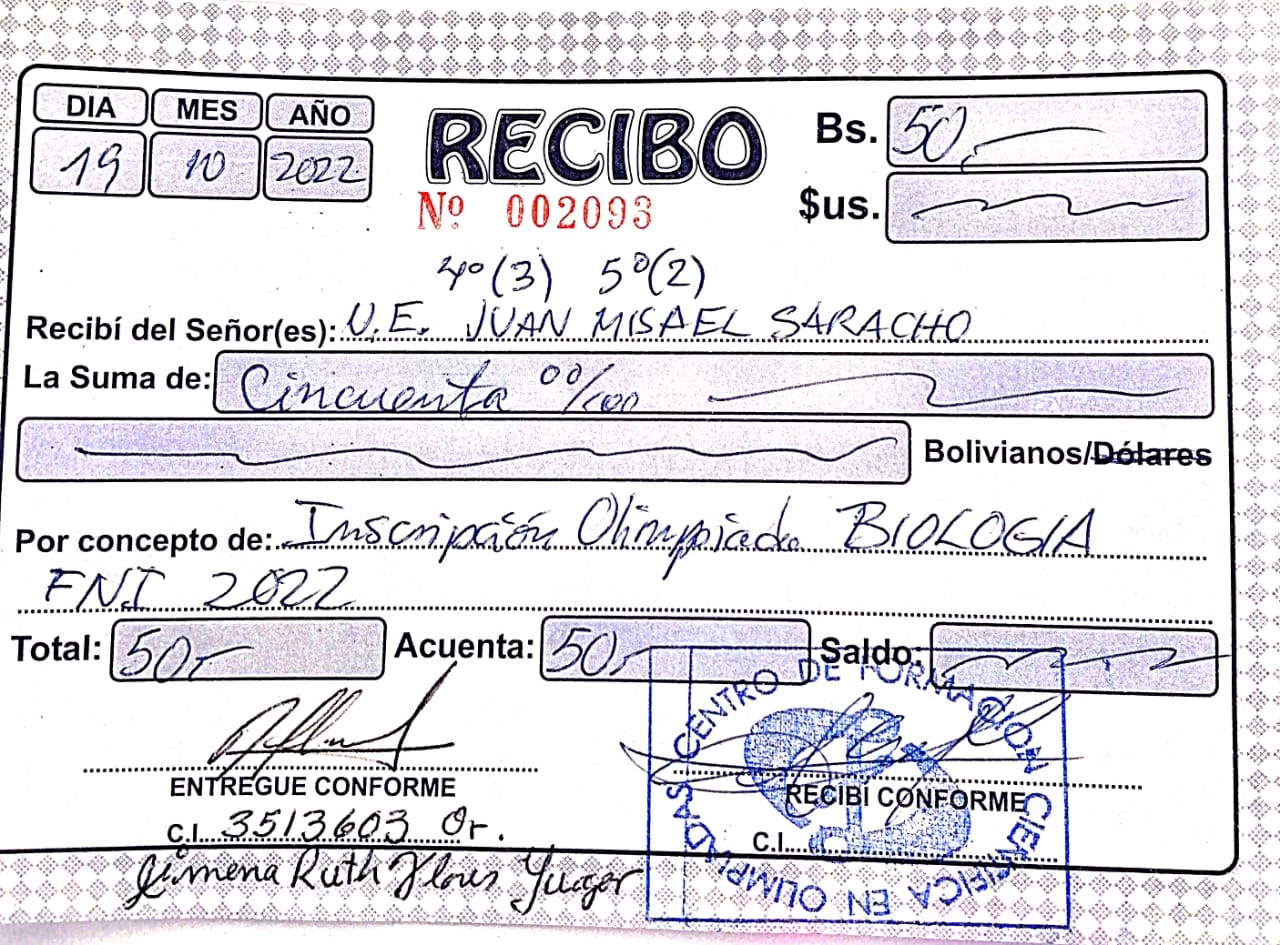 DIA MES AÑO
19 10 2022
RECIBO
Nº 002093
Bs. 50,-
$us.
4º (3) 5º (2)
Recibí del Señor(es): U.E. JUAN MISAEL SARACHO
La Suma de: Cincuenta 00/100
Bolivianos/Dólares
Por concepto de: Inscripción Olimpiada BIOLOGIA
FNI 2022
Total: 50,- Acuenta: 50,- Saldo:
ENTREGUE CONFORME
C.I. 3513603 Or.
Jimena Ruth Flores
RECIBI CONFORME
C.I.
CENTRO DE FORMACION CIENTIFICA EN OLIMPIADAS